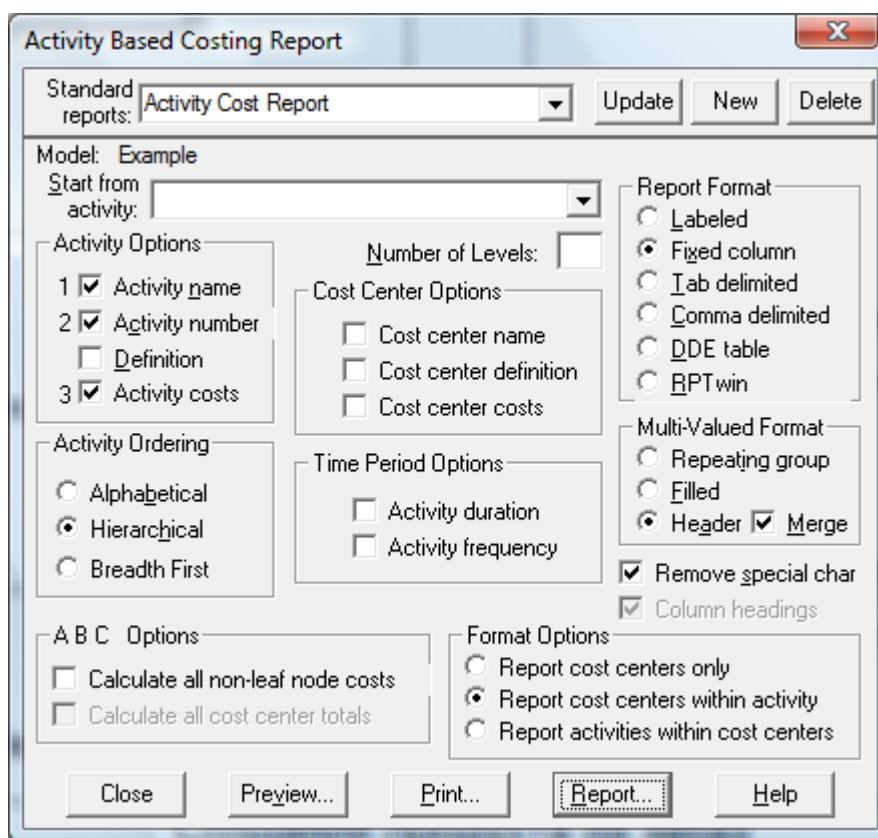 Activity Based Costing Report
Standard reports: Activity Cost Report Update New Delete
Model: Example
Start from activity:
Number of Levels:
Activity Options
1 Activity name
2 Activity number
Definition
3 Activity costs
Cost Center Options
Cost center name
Cost center definition
Cost center costs
Report Format
Labeled
Fixed column
Tab delimited
Comma delimited
DDE table
RPTwin
Activity Ordering
Alphabetical
Hierarchical
Breadth First
Time Period Options
Activity duration
Activity frequency
Multi-Valued Format
Repeating group
Filled
Header Merge
Remove special char
Column headings
A B C Options
Calculate all non-leaf node costs
Calculate all cost center totals
Format Options
Report cost centers only
Report cost centers within activity
Report activities within cost centers
Close Preview... Print... Report... Help